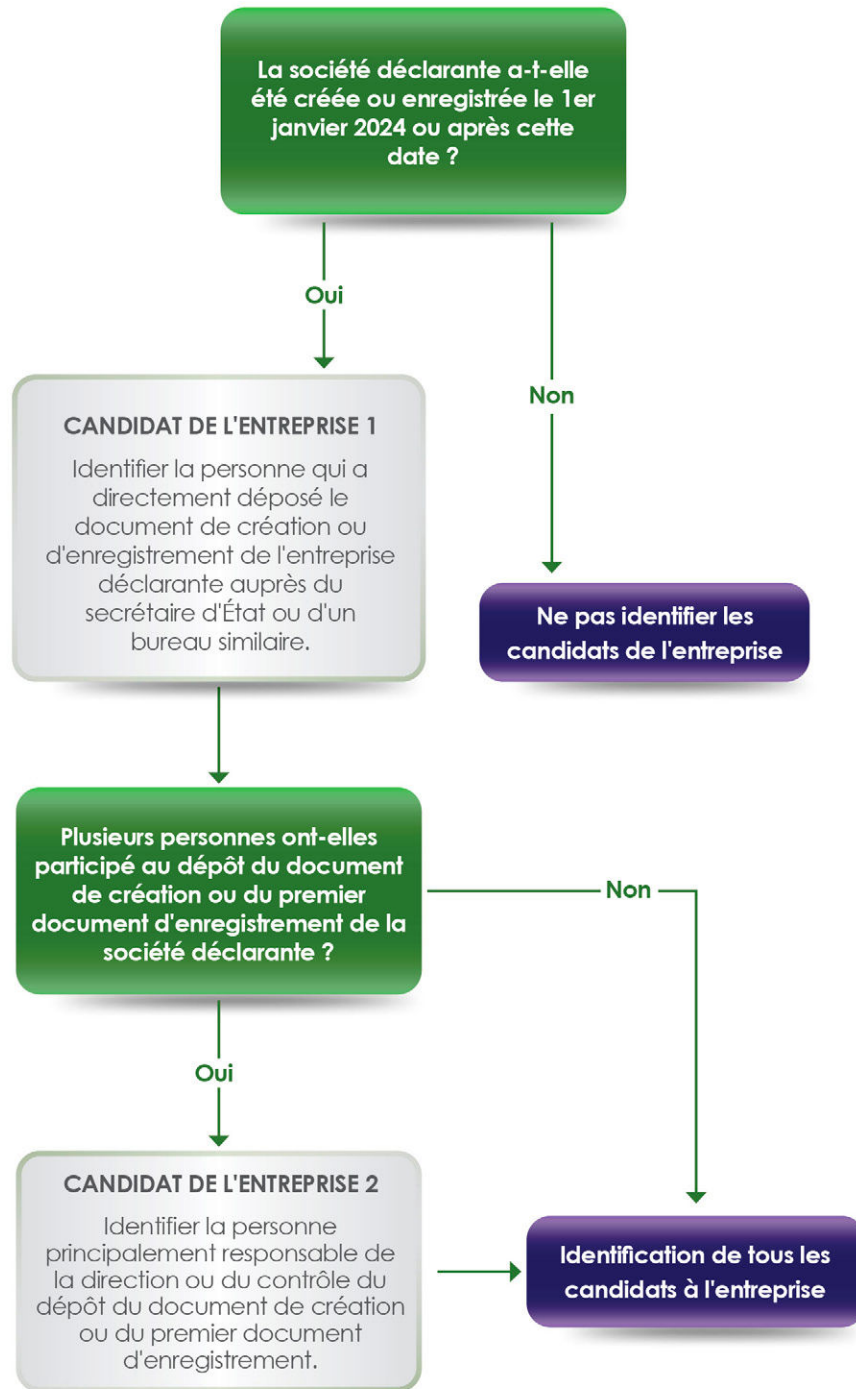 La société déclarante a-t-elle
été créée ou enregistrée le 1er
janvier 2024 ou après cette
date ?
Oui
Non
CANDIDAT DE L'ENTREPRISE 1
Identifier la personne qui a
directement déposé le
document de création ou
d'enregistrement de l'entreprise
déclarante auprès du
secrétaire d'État ou d'un
bureau similaire.
Ne pas identifier les
candidats de l'entreprise
Plusieurs personnes ont-elles
participé au dépôt du document
de création ou du premier
document d'enregistrement de la
société déclarante ?
Non
Oui
CANDIDAT DE L'ENTREPRISE 2
Identifier la personne
principalement responsable de
la direction ou du contrôle du
dépôt du document de création
ou du premier document
d'enregistrement.
Identification de tous les
candidats à l'entreprise